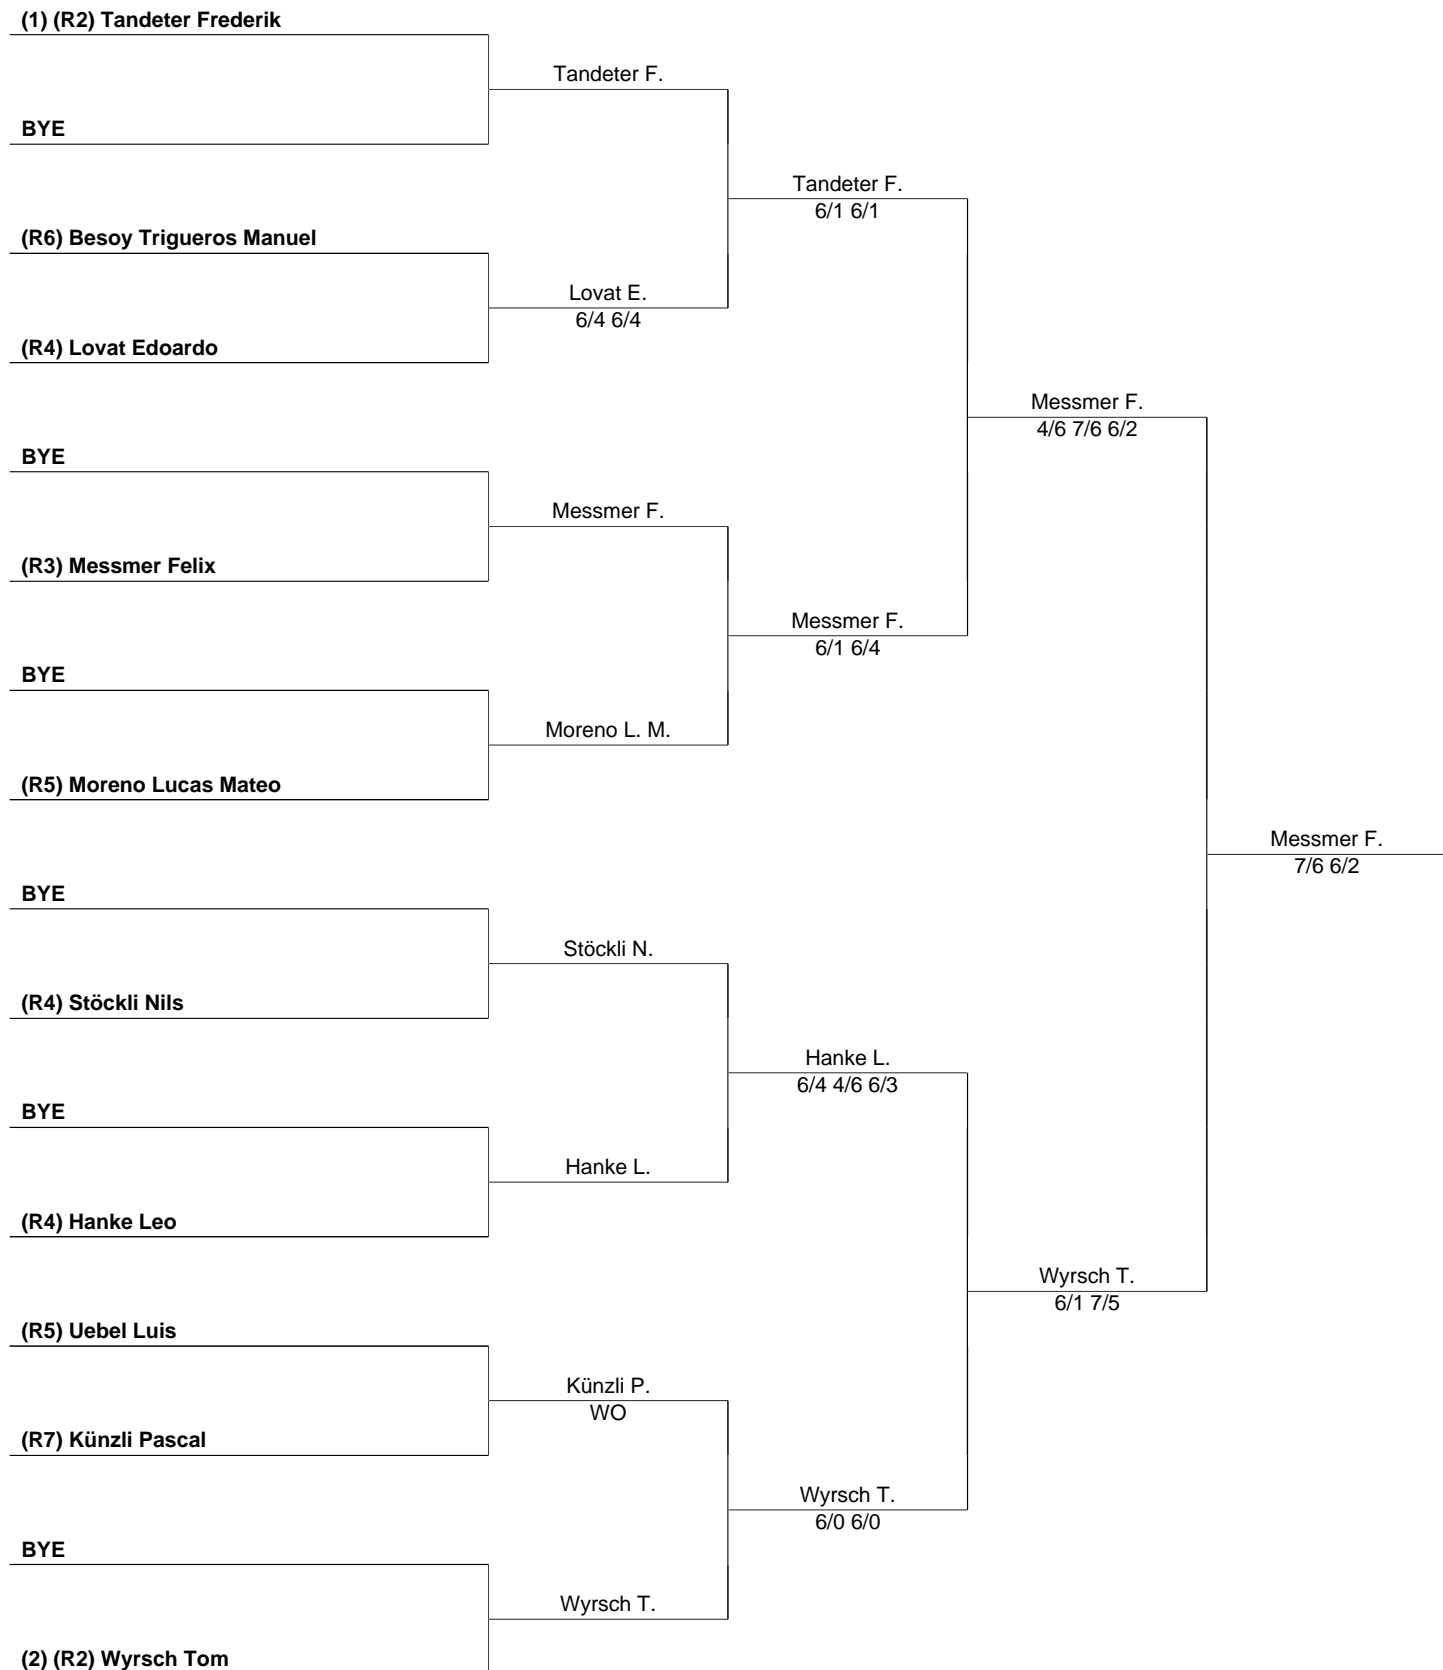 (1) (R2) Tandeter Frederik
Tandeter F.
BYE
Tandeter F.
6/1 6/1
(R6) Besoy Trigueros Manuel
Lovat E.
6/4 6/4
(R4) Lovat Edoardo
Messmer F.
4/6 7/6 6/2
BYE
Messmer F.
(R3) Messmer Felix
Messmer F.
6/1 6/4
BYE
Moreno L. M.
(R5) Moreno Lucas Mateo
Messmer F.
7/6 6/2
BYE
Stöckli N.
(R4) Stöckli Nils
Hanke L.
6/4 4/6 6/3
BYE
Hanke L.
(R4) Hanke Leo
Wyrsch T.
6/1 7/5
(R5) Uebel Luis
Künzli P.
WO
(R7) Künzli Pascal
Wyrsch T.
6/0 6/0
BYE
Wyrsch T.
(2) (R2) Wyrsch Tom